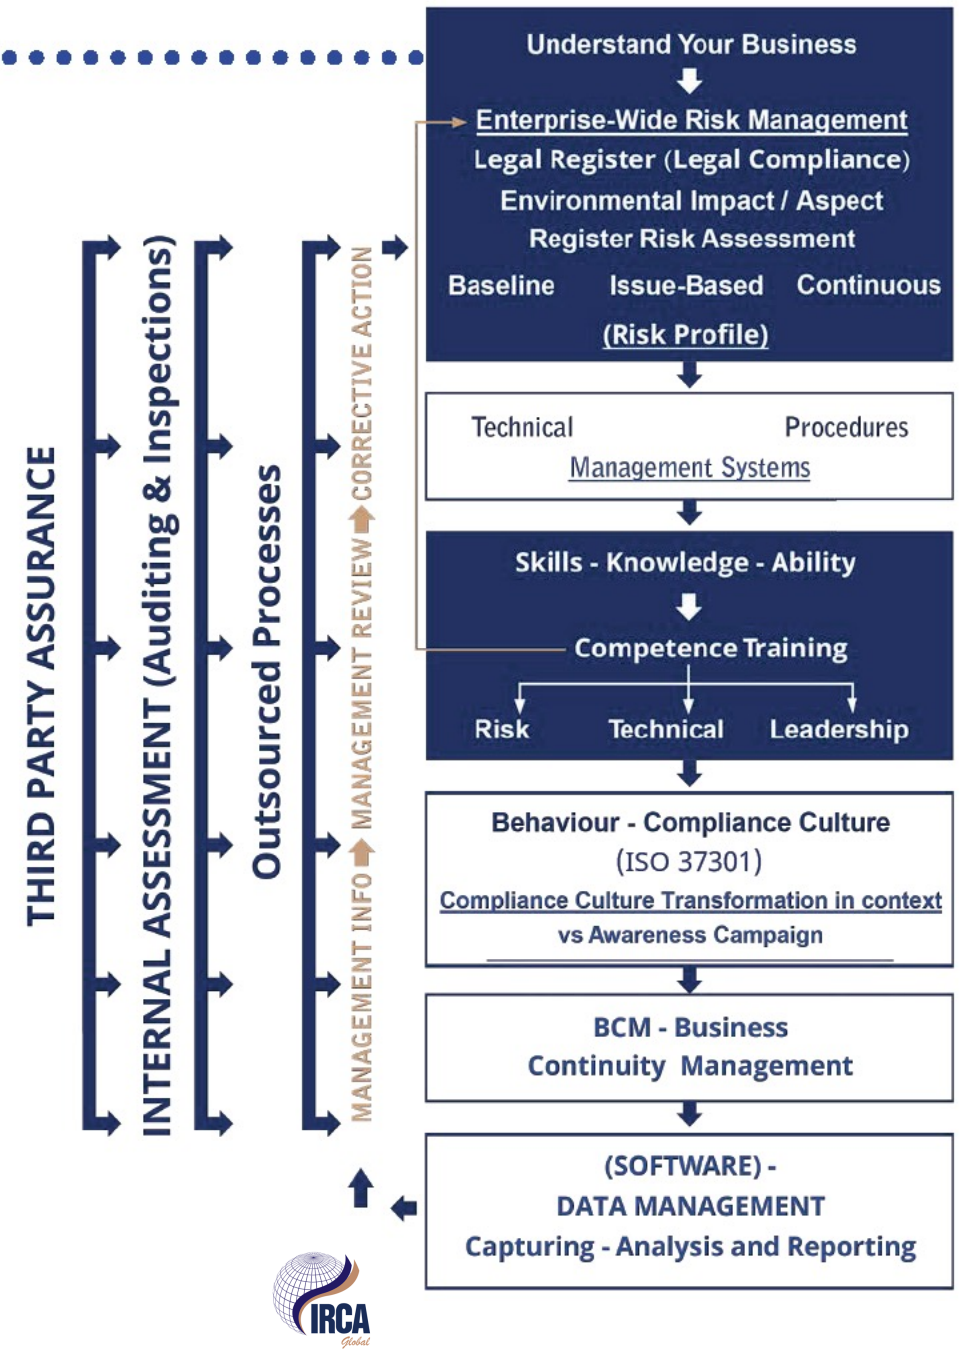 THIRD PARTY ASSURANCE
INTERNAL ASSESSMENT (Auditing & Inspections)
Outsourced Processes
MANAGEMENT INFO MANAGEMENT REVIEW CORRECTIVE ACTION
Understand Your Business
Enterprise-Wide Risk Management
Legal Register (Legal Compliance)
Environmental Impact / Aspect
Register Risk Assessment
Baseline Issue-Based Continuous
(Risk Profile)
Technical Procedures
Management Systems
Skills - Knowledge - Ability
Competence Training
Risk Technical Leadership
Behaviour - Compliance Culture
(ISO 37301)
Compliance Culture Transformation in context
vs Awareness Campaign
BCM - Business
Continuity Management
(SOFTWARE) -
DATA MANAGEMENT
Capturing - Analysis and Reporting
IRCA
Global